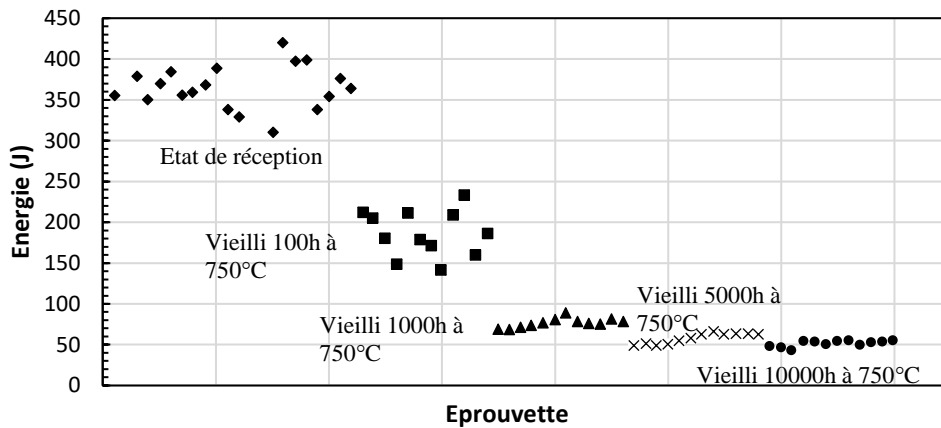 450
400
350
300
250
200
150
100
50
0
Energie (J)
Etat de réception
Vieilli 100h à
750°C
Vieilli 1000h à
750°C
Vieilli 5000h à
750°C
Vieilli 10000h à 750°C
Eprouvette